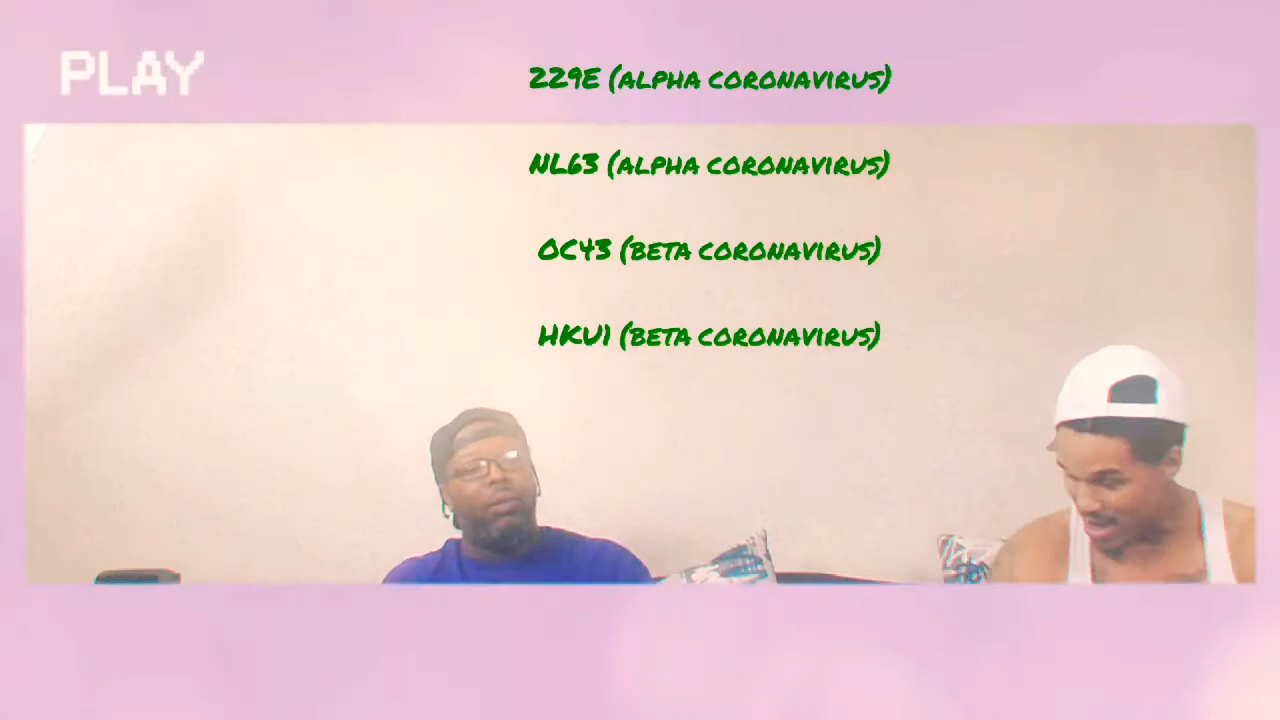 PLAY
229E (ALPHA CORONAVIRUS)
NL63 (ALPHA CORONAVIRUS)
OC43 (BETA CORONAVIRUS)
HKU1 (BETA CORONAVIRUS)